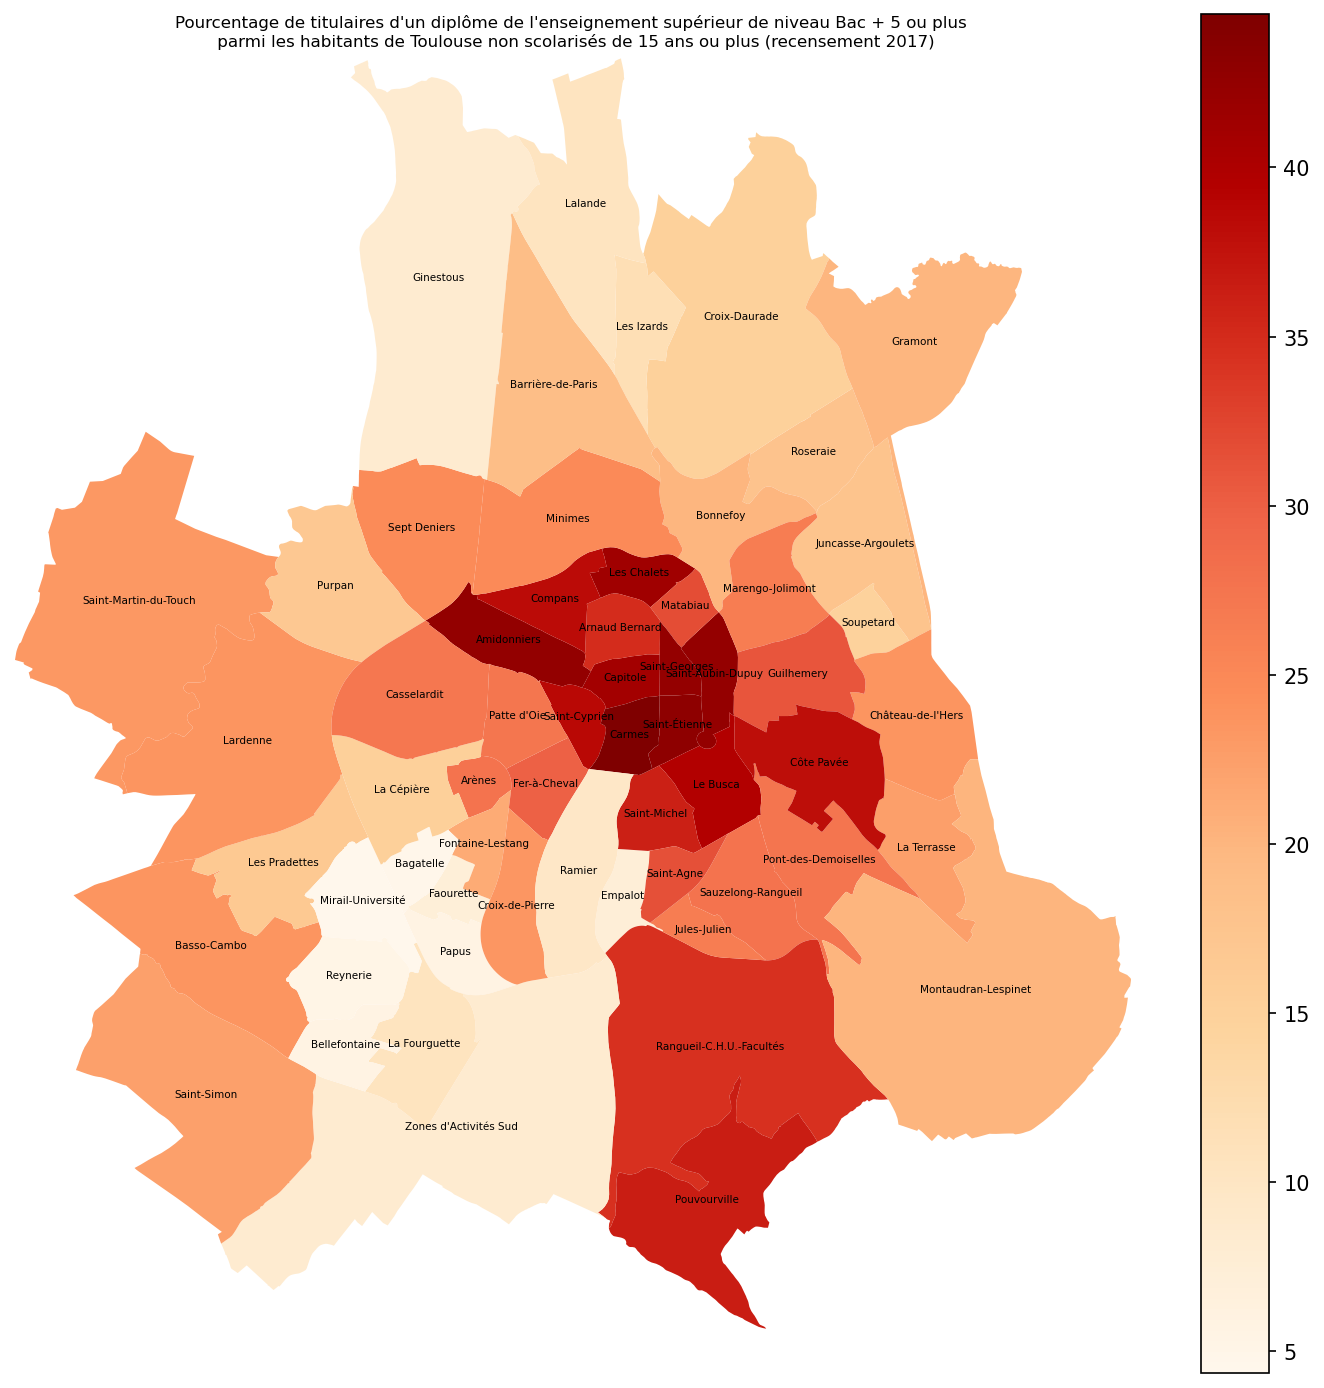 Pourcentage de titulaires d'un diplôme de l'enseignement supérieur de niveau Bac + 5 ou plus
parmi les habitants de Toulouse non scolarisés de 15 ans ou plus (recensement 2017)
Lalande
Ginestous
Croix-Daurade
Les Izards
Gramont
Barrière-de-Paris
Roseraie
Bonnefoy
Minimes
Sept Deniers
Juncasse-Argoulets
Les Chalets
Purpan
Marengo-Jolimont
Compans
Saint-Martin-du-Touch
Matabiau
Soupetard
Arnaud Bernard
Amidonniers
Saint-Georges
Saint-Aubin-Dupuy
Guilhemery
Capitole
Casselardit
Patte d'Oie
Saint-Cyprien
Château-de-l'Hers
Saint-Étienne
Carmes
Lardenne
Côte Pavée
Arènes
Fer-à-Cheval
Le Busca
La Cépière
Saint-Michel
Fontaine-Lestang
La Terrasse
Les Pradettes
Bagatelle
Pont-des-Demoiselles
Ramier
Saint-Agne
Faourette
Sauzelong-Rangueil
Empalot
Mirail-Université
Croix-de-Pierre
Jules-Julien
Basso-Cambo
Papus
Reynerie
Montaudran-Lespinet
Bellefontaine
La Fourguette
Rangueil-C.H.U.-Facultés
Saint-Simon
Zones d'Activités Sud
Pouvourville
40
35
30
25
20
15
10
5